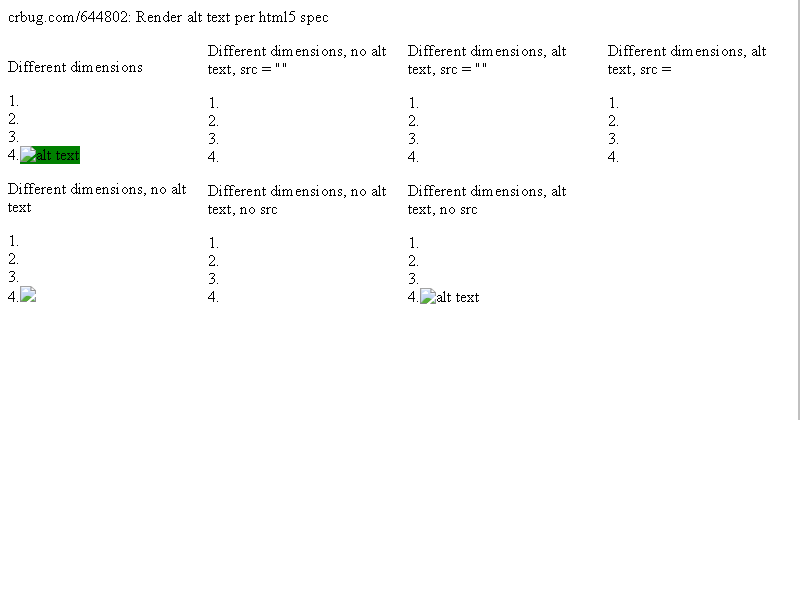 crbug.com/644802: Render alt text per html5 spec
Different dimensions
1.
2.
3.
4. alt text
Different dimensions, no alt
text, src = ""
1.
2.
3.
4.
Different dimensions, alt
text, src = ""
1.
2.
3.
4.
Different dimensions, alt
text, src =
1.
2.
3.
4.
Different dimensions, no alt
text
1.
2.
3.
4.
Different dimensions, no alt
text, no src
1.
2.
3.
4.
Different dimensions, alt
text, no src
1.
2.
3.
4. alt text